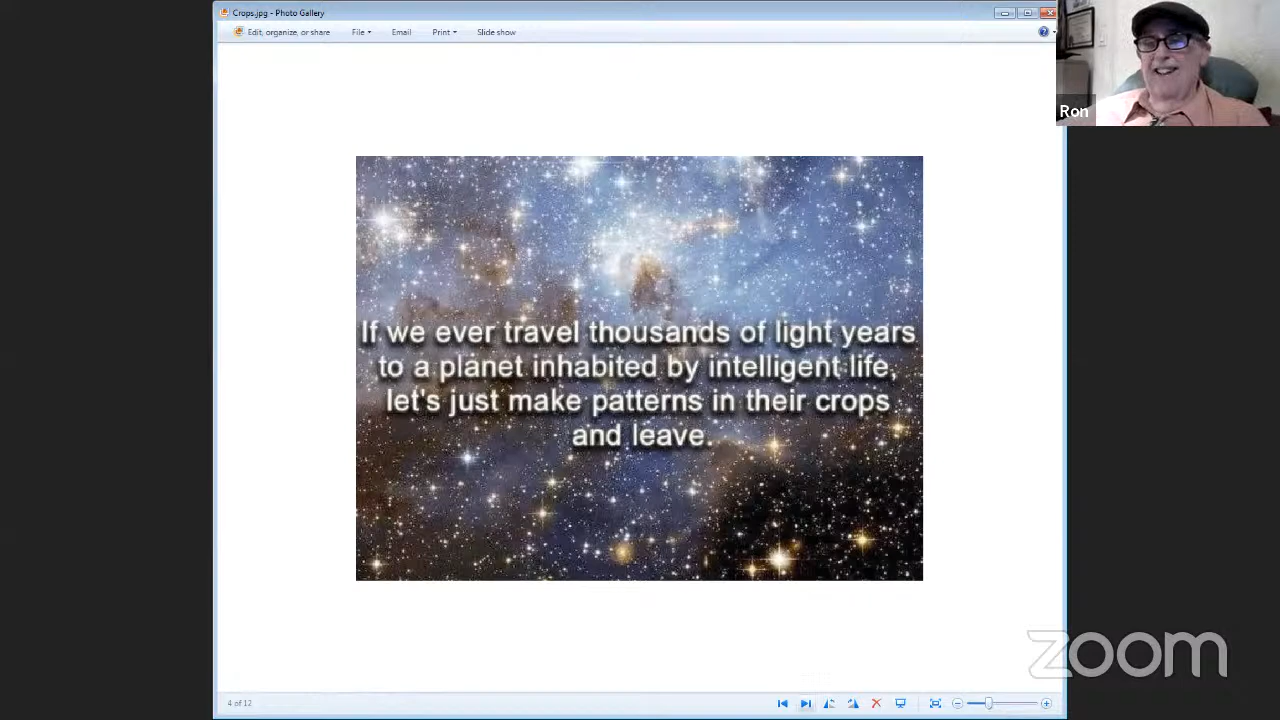 Crops.jpg - Photo Gallery
Edit, organize, or share File Email Print Slide show
Ron
If we ever travel thousands of light years
to a planet inhabited by intelligent life,
let's just make patterns in their crops
and leave.
4 of 12
zoom